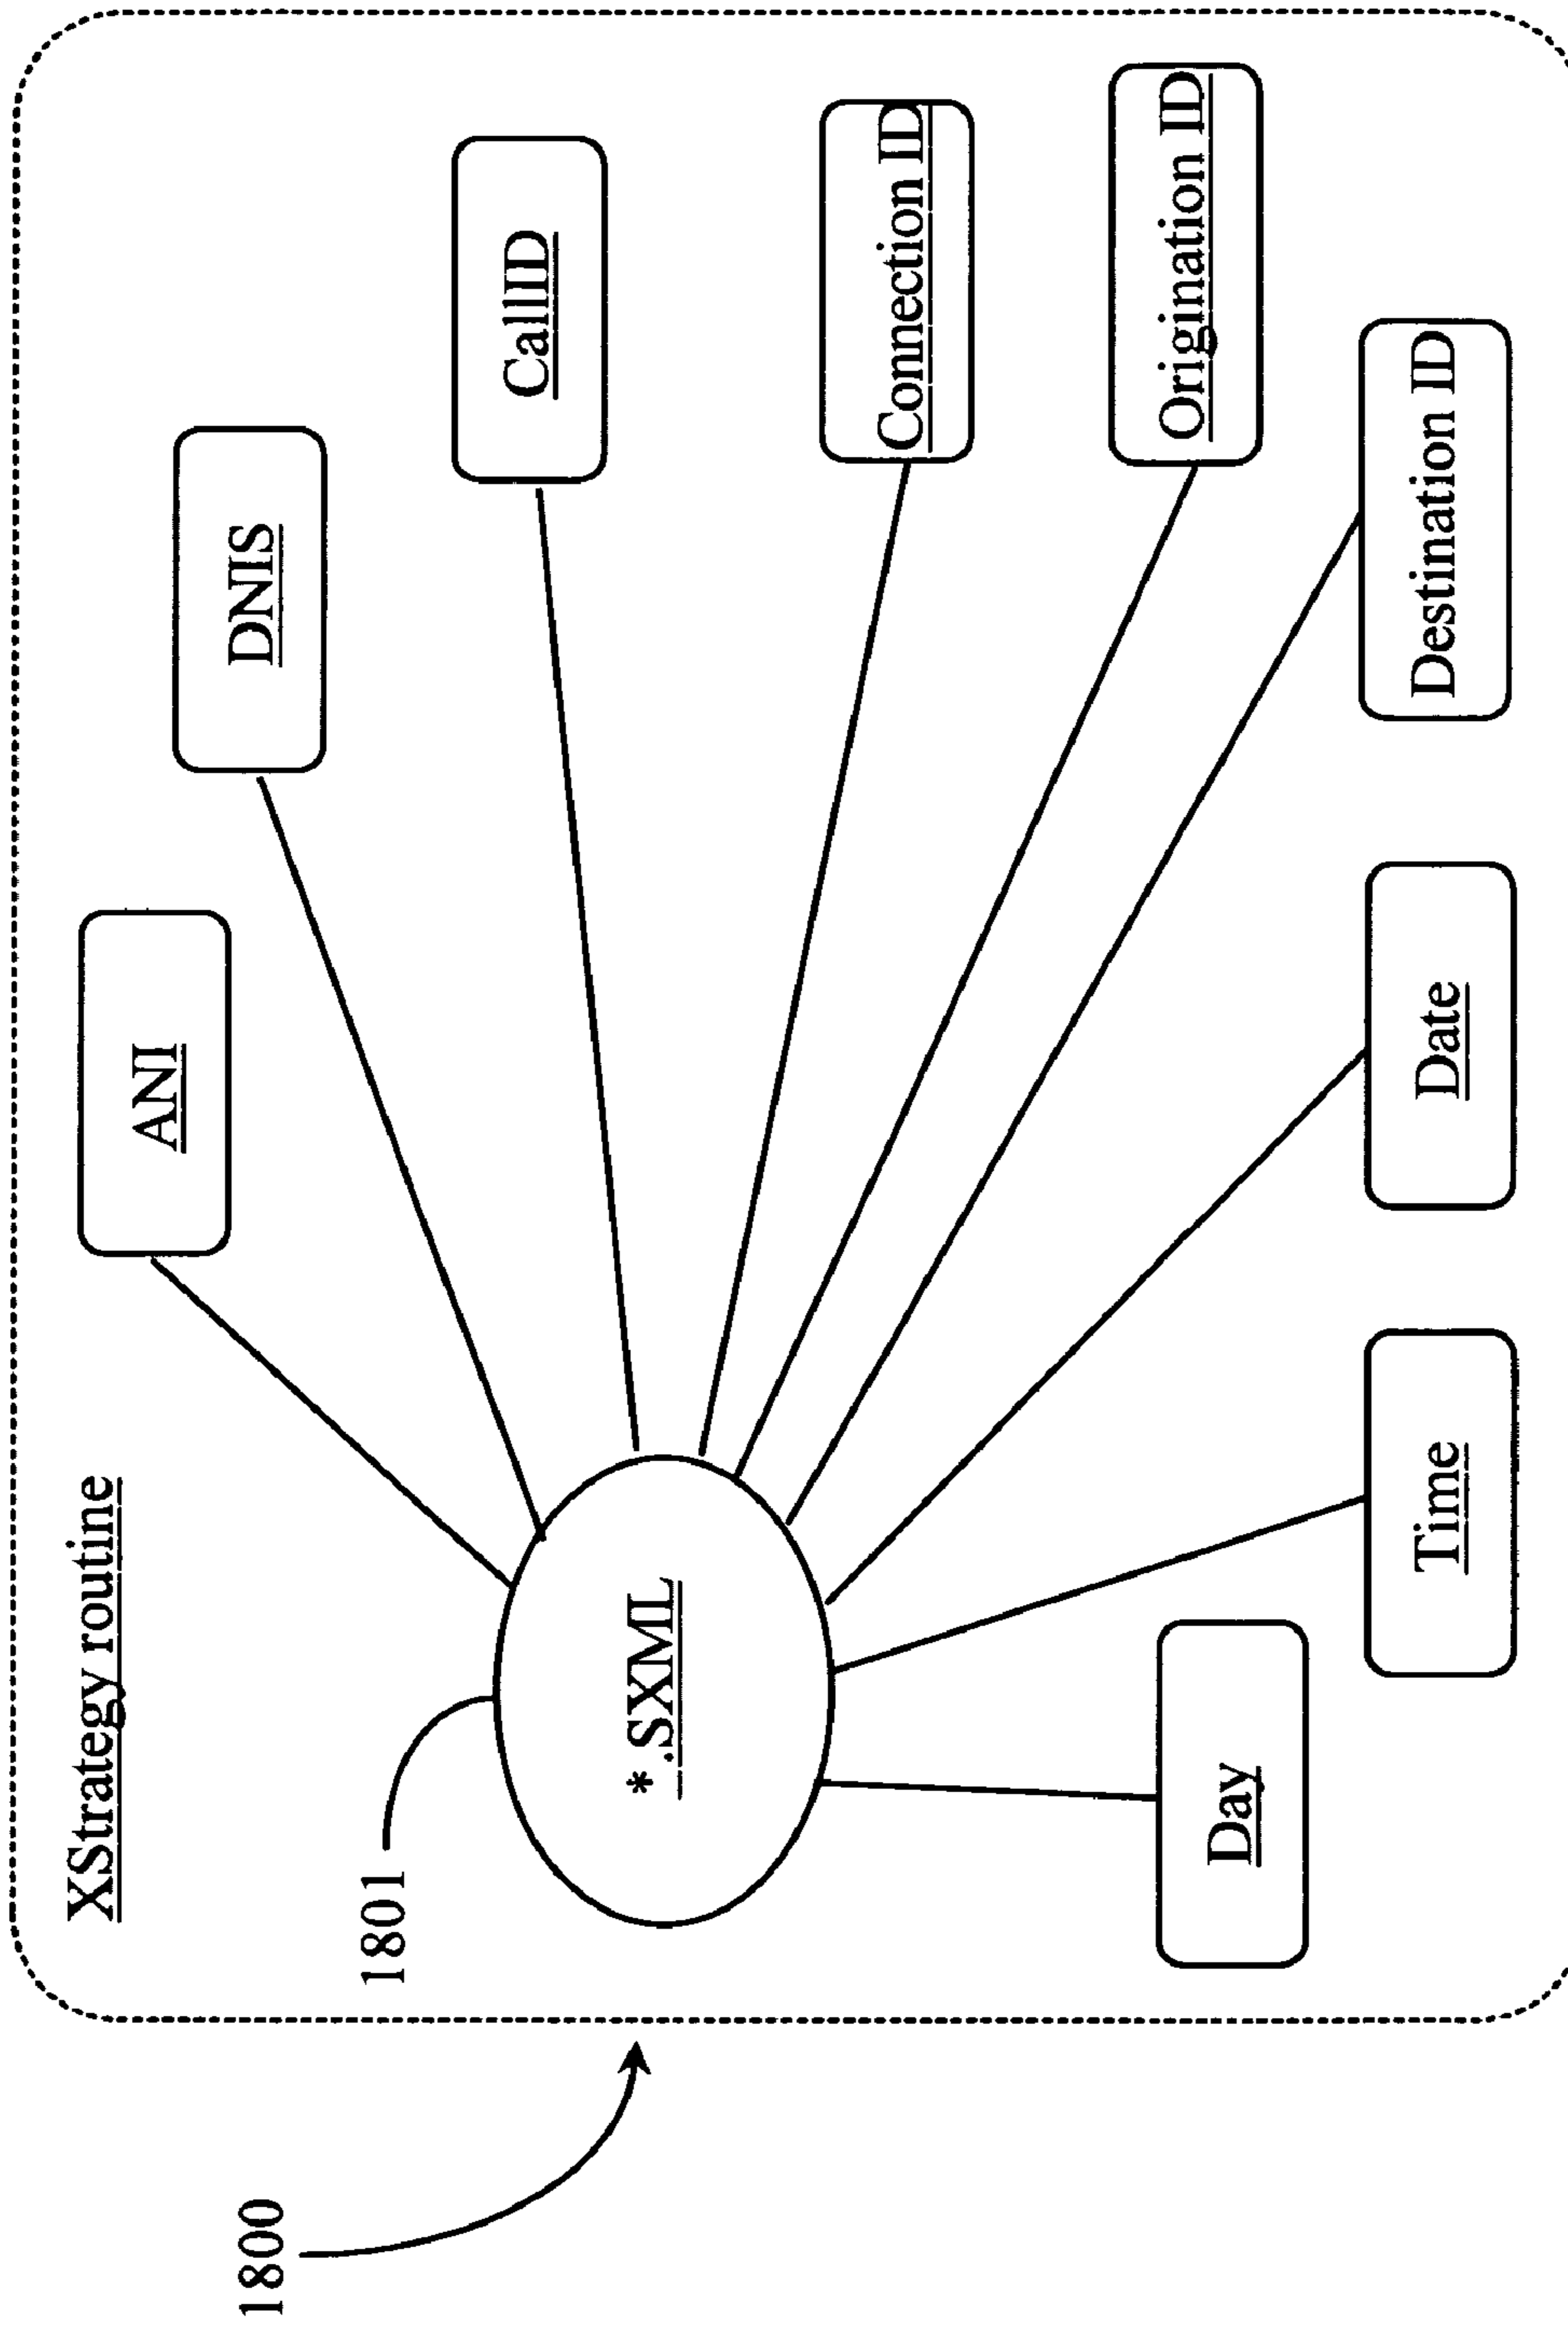 1800
XStrategy routine
1801
*.SXML
ANI
DNIS
CallID
Connection ID
Origination ID
Destination ID
Date
Time
Day